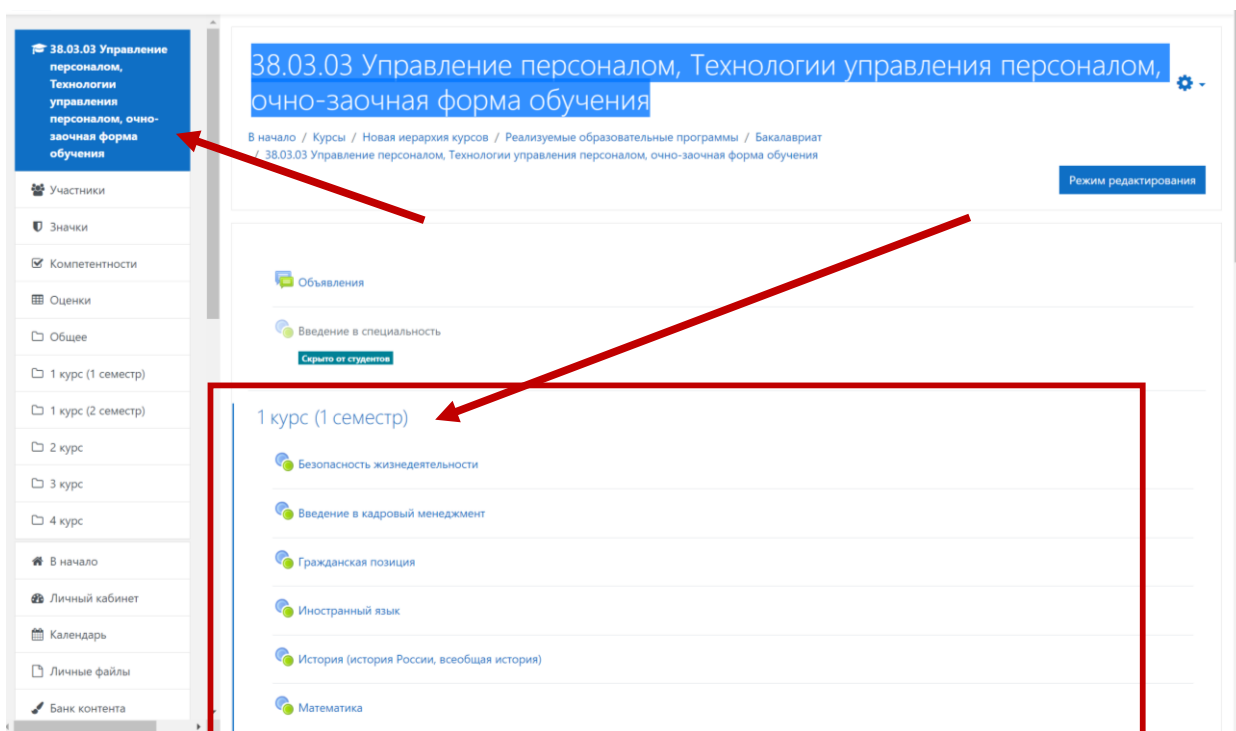 38.03.03 Управление
персоналом,
Технологии
управления
персоналом, очно-
заочная форма
обучения
Участники
Значки
Компетентности
Оценки
Общее
1 курс (1 семестр)
1 курс (2 семестр)
2 курс
3 курс
4 курс
В начало
Личный кабинет
Календарь
Личные файлы
Банк контента
38.03.03 Управление персоналом, Технологии управления персоналом,
очно-заочная форма обучения
В начало / Курсы / Новая иерархия курсов / Реализуемые образовательные программы / Бакалавриат
/ 38.03.03 Управление персоналом, Технологии управления персоналом, очно-заочная форма обучения
Режим редактирования
Объявления
Введение в специальность
Скрыто от студентов
1 курс (1 семестр)
Безопасность жизнедеятельности
Введение в кадровый менеджмент
Гражданская позиция
Иностранный язык
История (история России, всеобщая история)
Математика